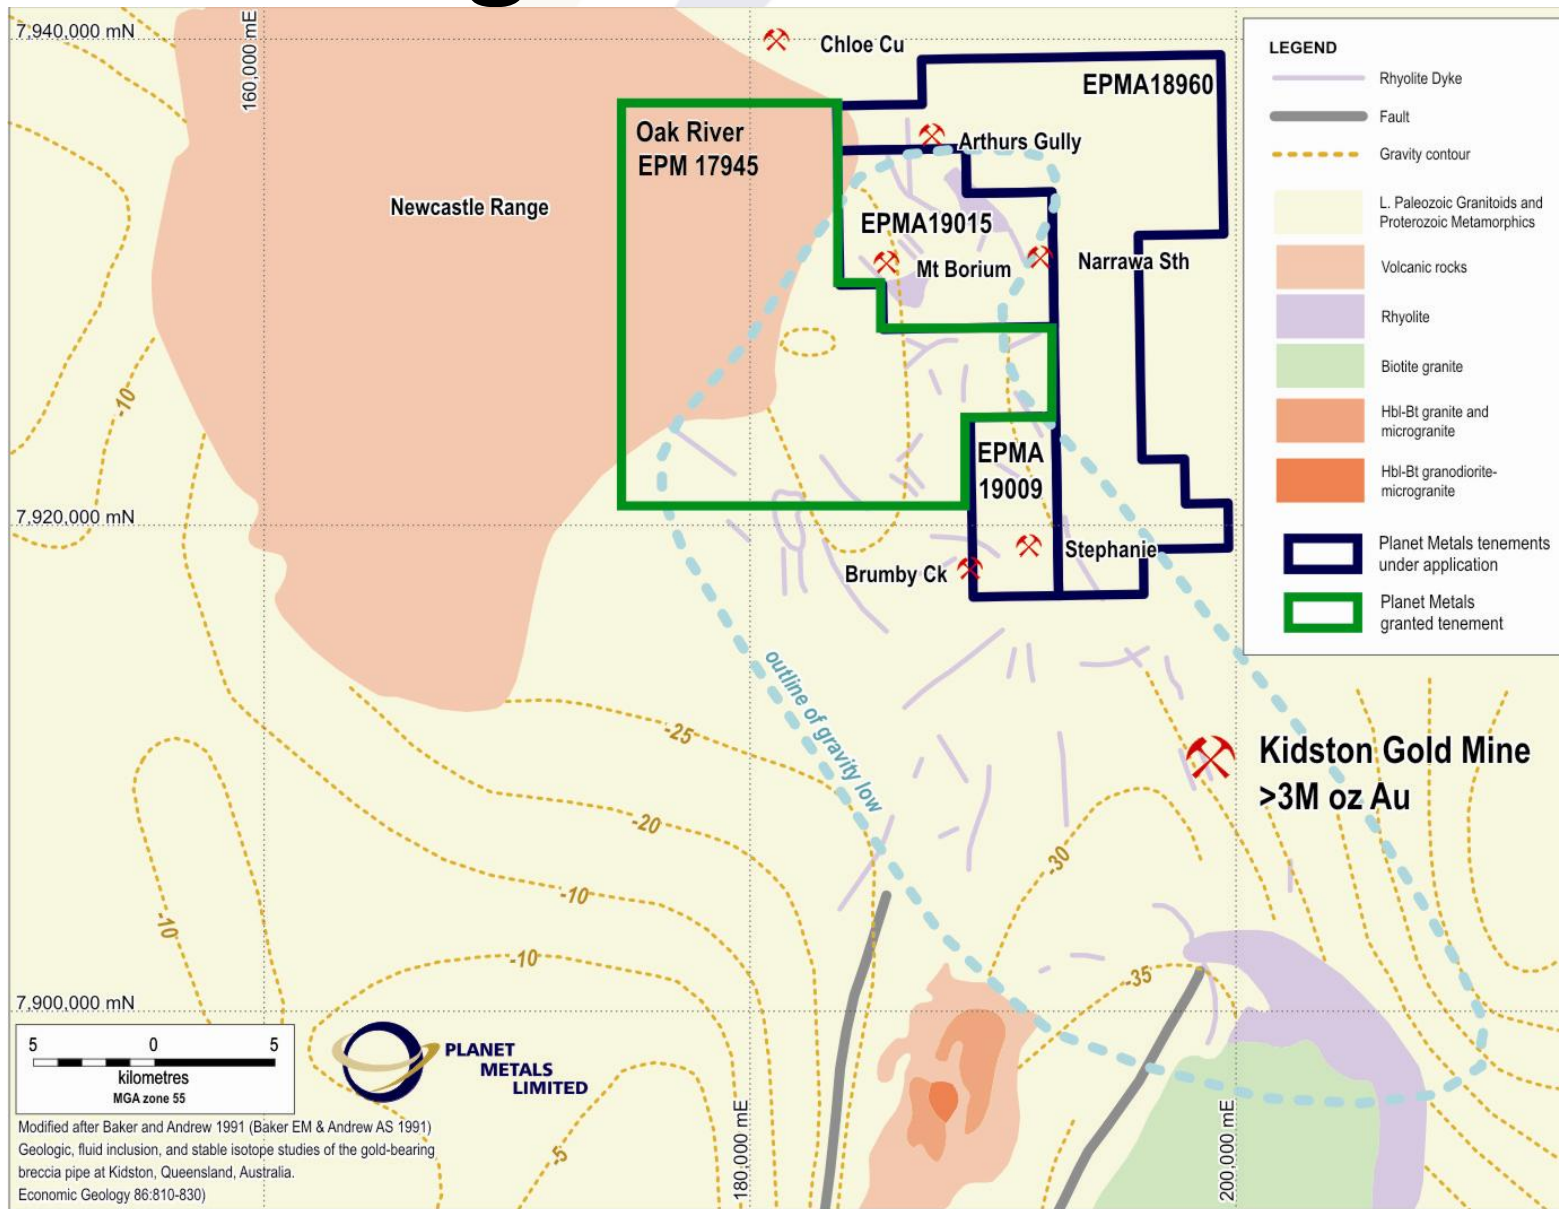 7,940,000 mN
160,000 mE
Chloe Cu
EPMA18960
Oak River
EPM 17945
Arthurs Gully
Newcastle Range
EPMA19015
Mt Borium
Narrawa Sth
-10
EPMA
19009
7,920,000 mN
Stephanie
Brumby Ck
outline of gravity low
-25
Kidston Gold Mine
>3M oz Au
-20
-30
-10
-10
-10
-35
7,900,000 mN
-5
180,000 mE
200,000 mE
LEGEND
Rhyolite Dyke
Fault
Gravity contour
L. Paleozoic Granitoids and
Proterozoic Metamorphics
Volcanic rocks
Rhyolite
Biotite granite
Hbl-Bt granite and
microgranite
Hbl-Bt granodiorite-
microgranite
Planet Metals tenements
under application
Planet Metals
granted tenement
5 0 5
kilometres
MGA zone 55
PLANET
METALS
LIMITED
Modified after Baker and Andrew 1991 (Baker EM & Andrew AS 1991)
Geologic, fluid inclusion, and stable isotope studies of the gold-bearing
breccia pipe at Kidston, Queensland, Australia.
Economic Geology 86:810-830)